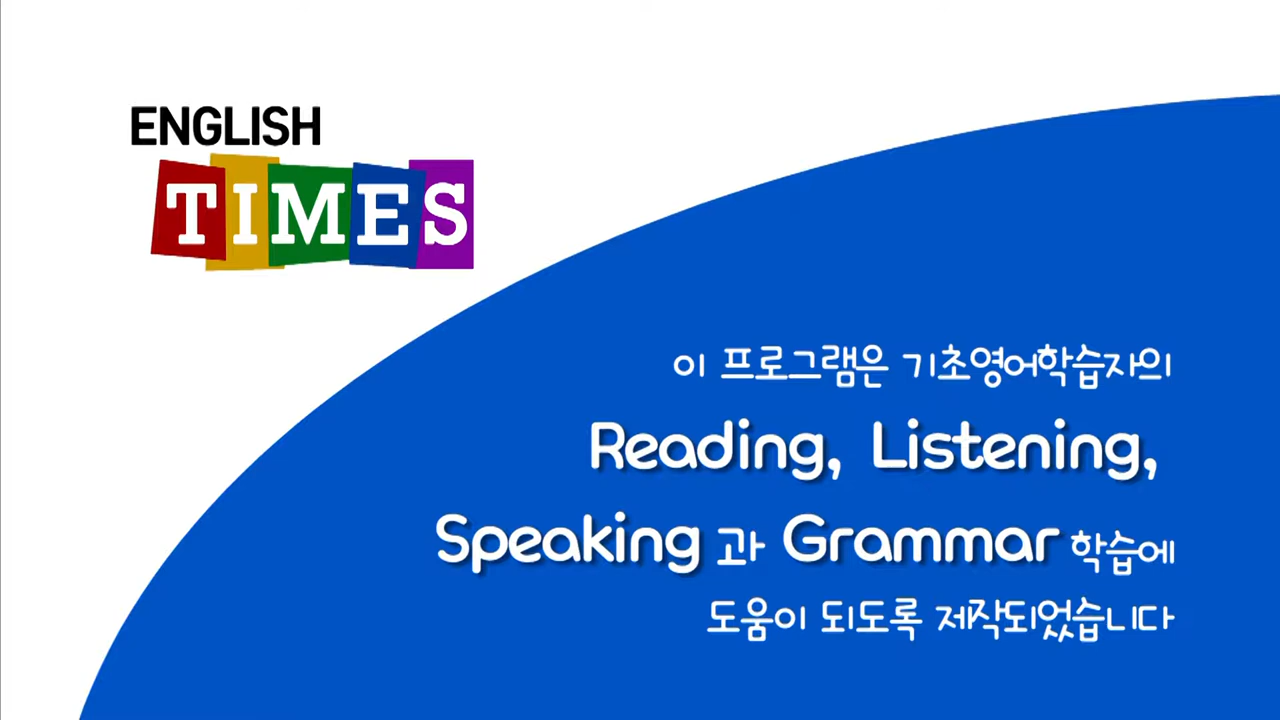 ENGLISH
TIMES
이 프로그램은 기초영어학습자의
Reading, Listening,
Speaking 과 Grammar 학습에
도움이 되도록 제작되었습니다